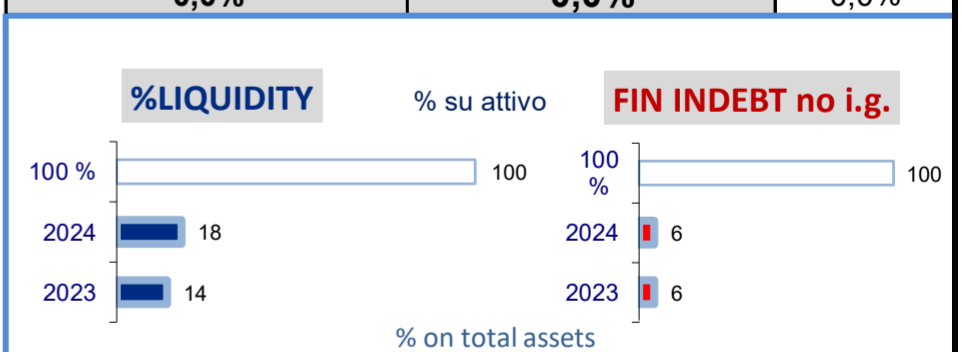 %LIQUIDITY % su attivo FIN INDEBT no i.g.
100 % 100
2024 18
2023 14
100 % 100
2024 6
2023 6
% on total assets